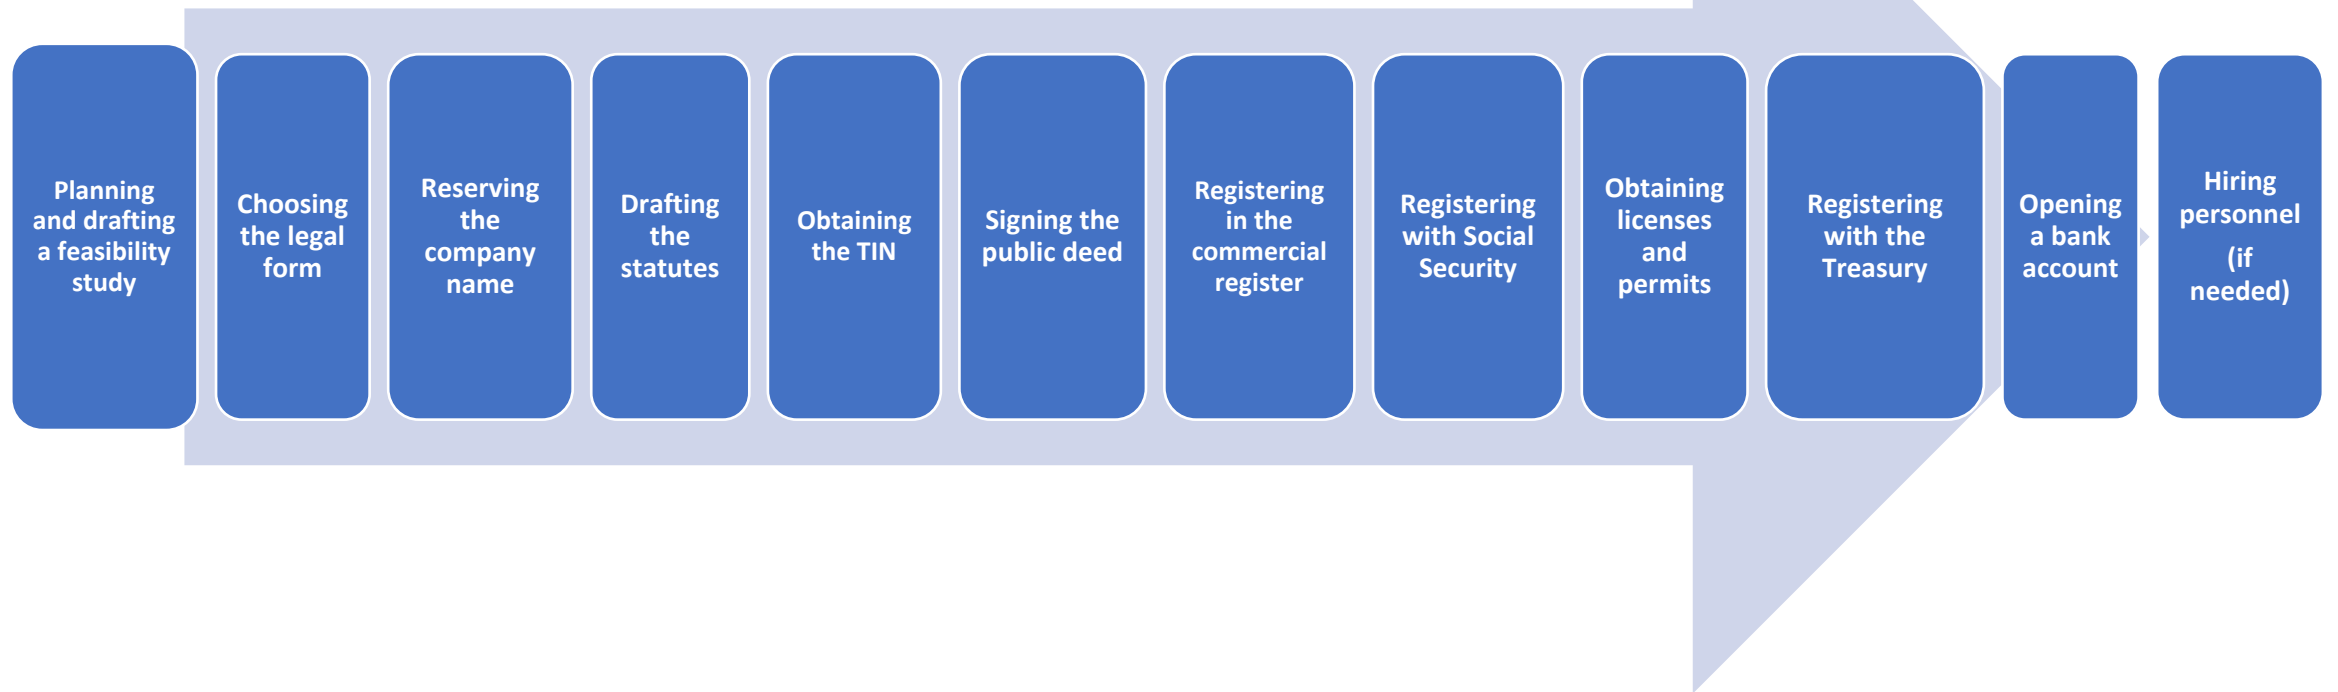 Planning
and drafting
a feasibility
study
Choosing
the legal
form
Reserving
the
company
name
Drafting
the
statutes
Obtaining
the TIN
Signing the
public deed
Registering
in the
commercial
register
Registering
with Social
Security
Obtaining
licenses
and
permits
Registering
with the
Treasury
Opening
a bank
account
Hiring
personnel
(if
needed)